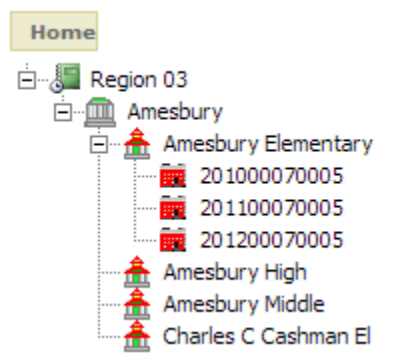 Home
Region 03
Amesbury
Amesbury Elementary
201000070005
201100070005
201200070005
Amesbury High
Amesbury Middle
Charles C Cashman El